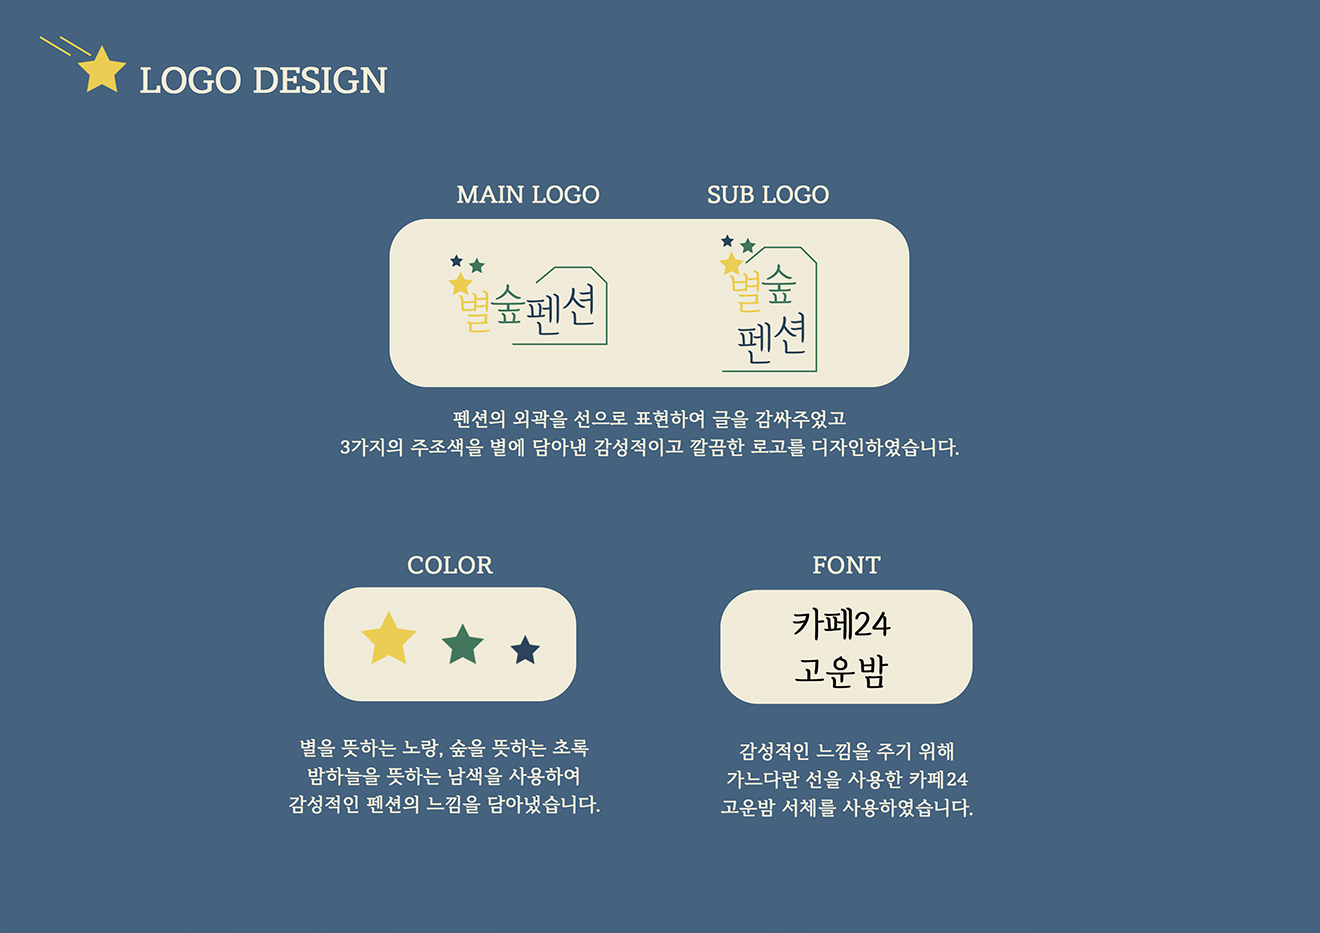 LOGO DESIGN
MAIN LOGO
SUB LOGO
별숲펜션
별숲
펜션
펜션의 외곽을 선으로 표현하여 글을 감싸주었고
3가지의 주조색을 별에 담아낸 감성적이고 깔끔한 로고를 디자인하였습니다.
COLOR
FONT
카페24
고운밤
별을 뜻하는 노랑, 숲을 뜻하는 초록
밤하늘을 뜻하는 남색을 사용하여
감성적인 펜션의 느낌을 담아냈습니다.
감성적인 느낌을 주기 위해
가느다란 선을 사용한 카페24
고운밤 서체를 사용하였습니다.